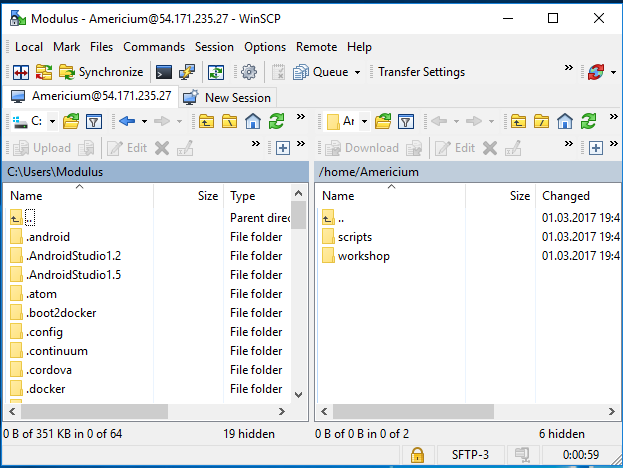 Modulus - Americium@54.171.235.27 - WinSCP
Local Mark Files Commands Session Options Remote Help
Synchronize Queue Transfer Settings »
Americium@54.171.235.27 New Session
C: » Ar »
Upload Edit » Download Edit »
C:\Users\Modulus /home/Americium
Name Size Type Name Size Changed
.. Parent direc .. 01.03.2017 19:4
.android File folder scripts 01.03.2017 19:4
.AndroidStudio1.2 File folder workshop 01.03.2017 19:4
.AndroidStudio1.5 File folder
.atom File folder
.boot2docker File folder
.config File folder
.continuum File folder
.cordova File folder
.docker File folder
0 B of 351 KB in 0 of 64 19 hidden 0 B of 0 B in 0 of 2 6 hidden
SFTP-3 0:00:59